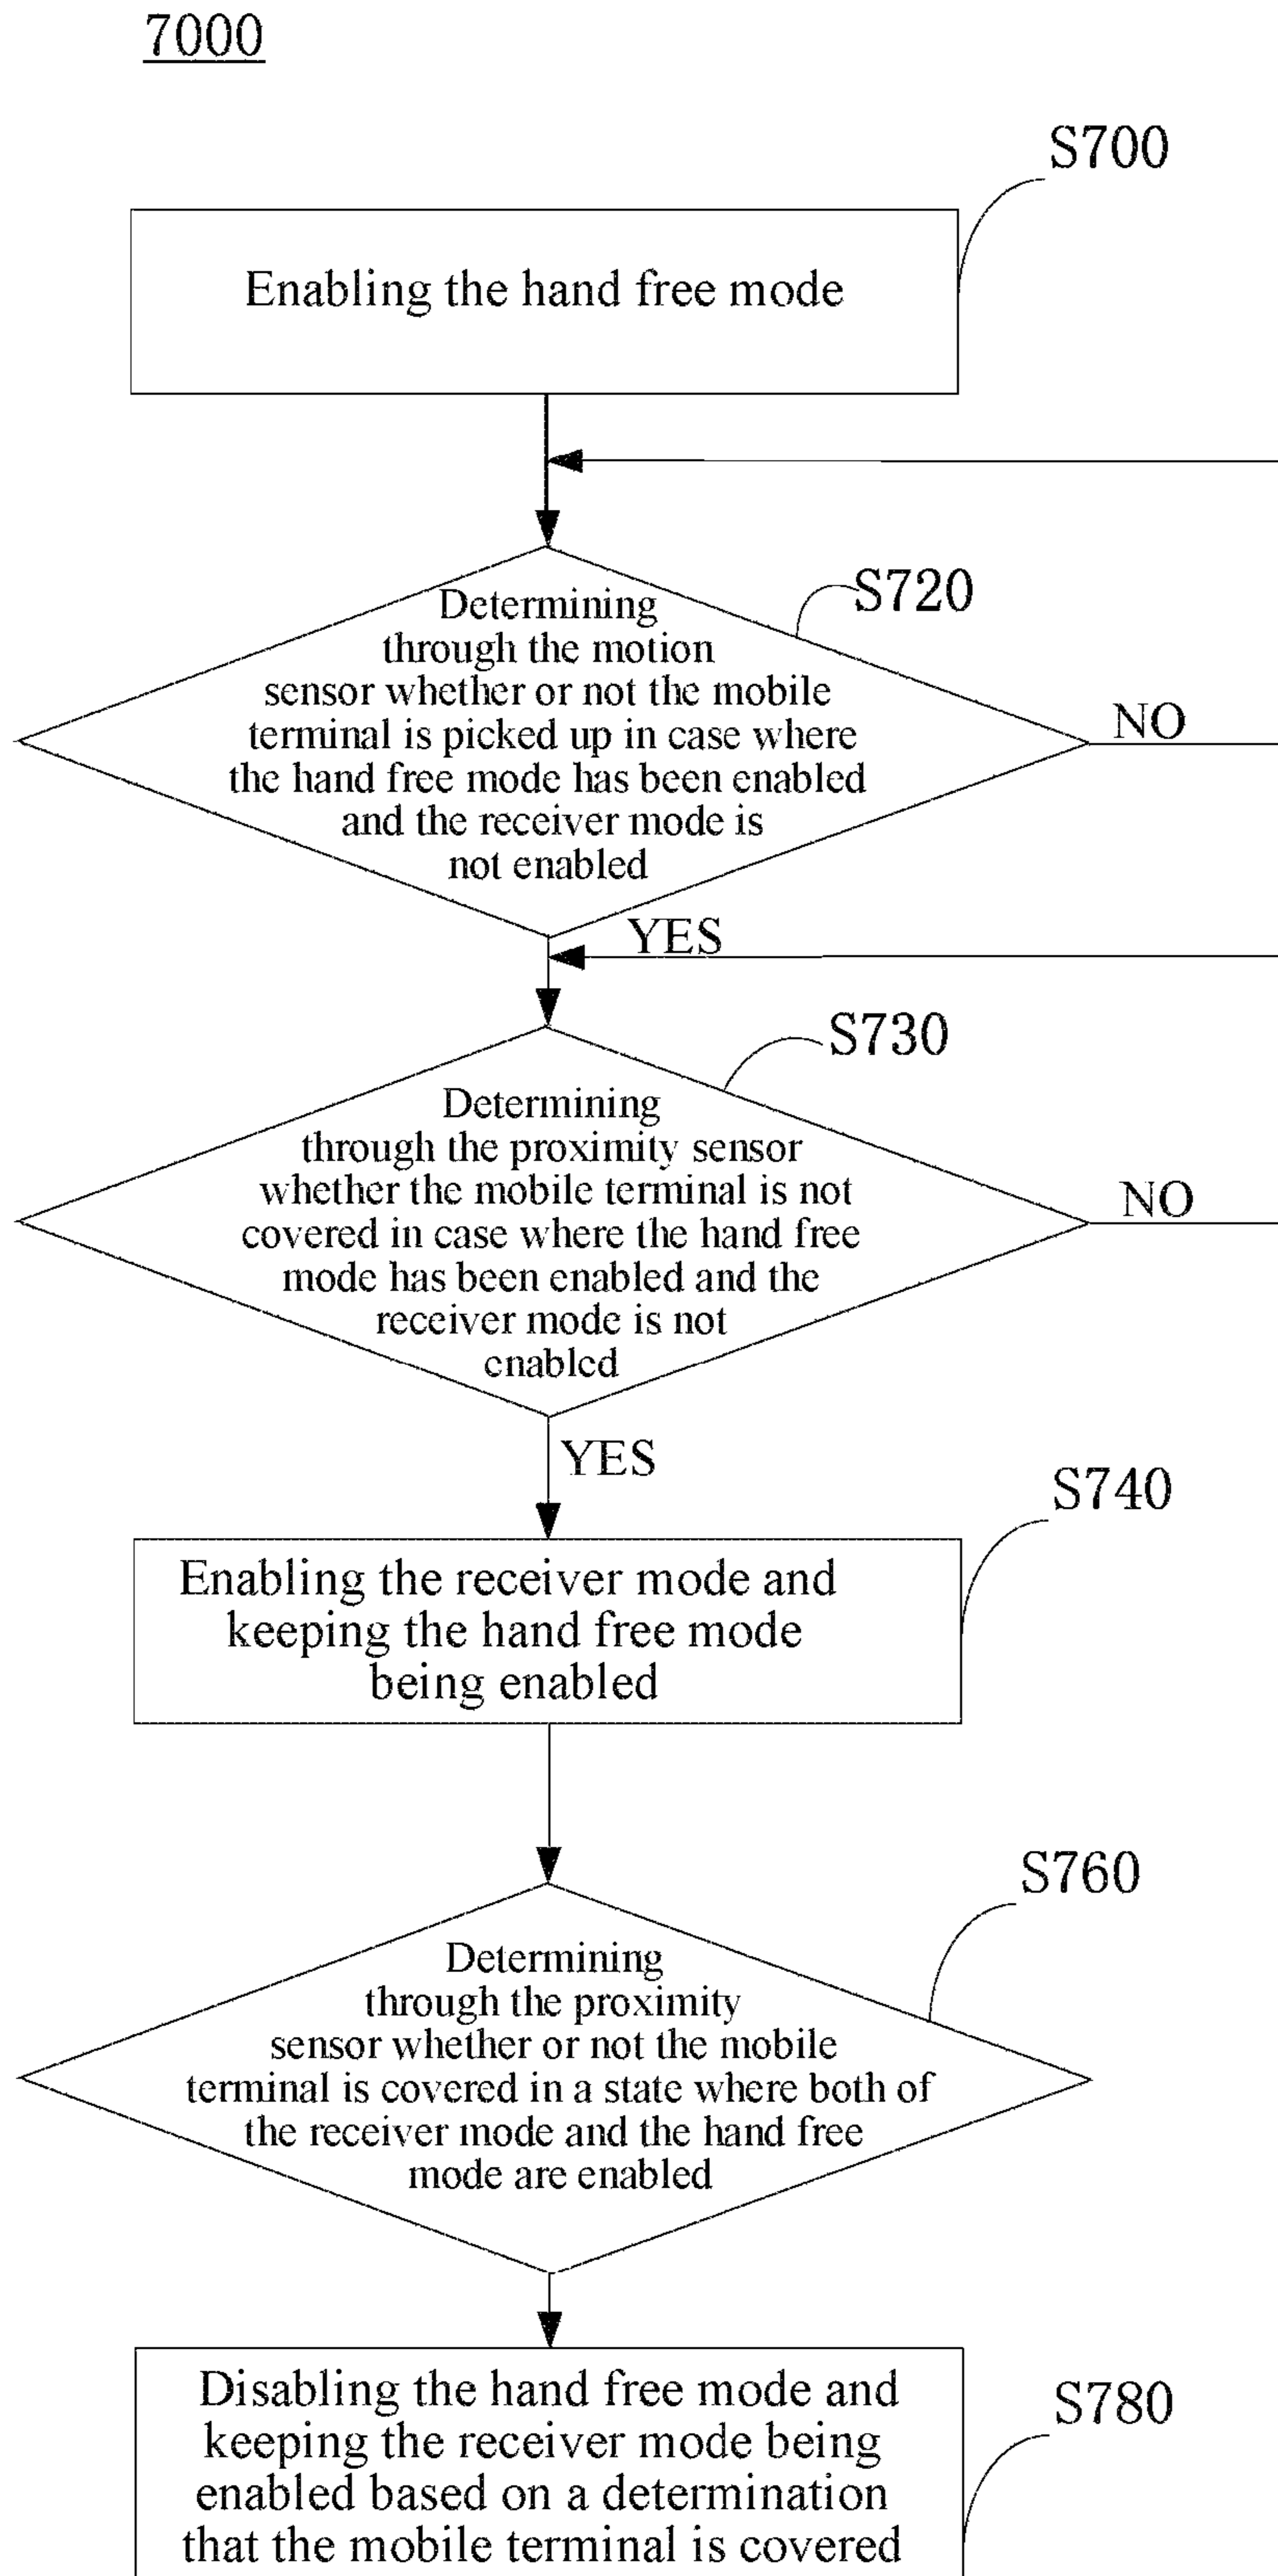 7000
S700
Enabling the hand free mode
S720
Determining
through the motion
sensor whether or not the mobile
terminal is picked up in case where
the hand free mode has been enabled
and the receiver mode is
not enabled
NO
YES
S730
Determining
through the proximity sensor
whether the mobile terminal is not
covered in case where the hand free
mode has been enabled and the
receiver mode is not
enabled
NO
YES
S740
Enabling the receiver mode and
keeping the hand free mode
being enabled
S760
Determining
through the proximity
sensor whether or not the mobile
terminal is covered in a state where both of
the receiver mode and the hand free
mode are enabled
S780
Disabling the hand free mode and
keeping the receiver mode being
enabled based on a determination
that the mobile terminal is covered